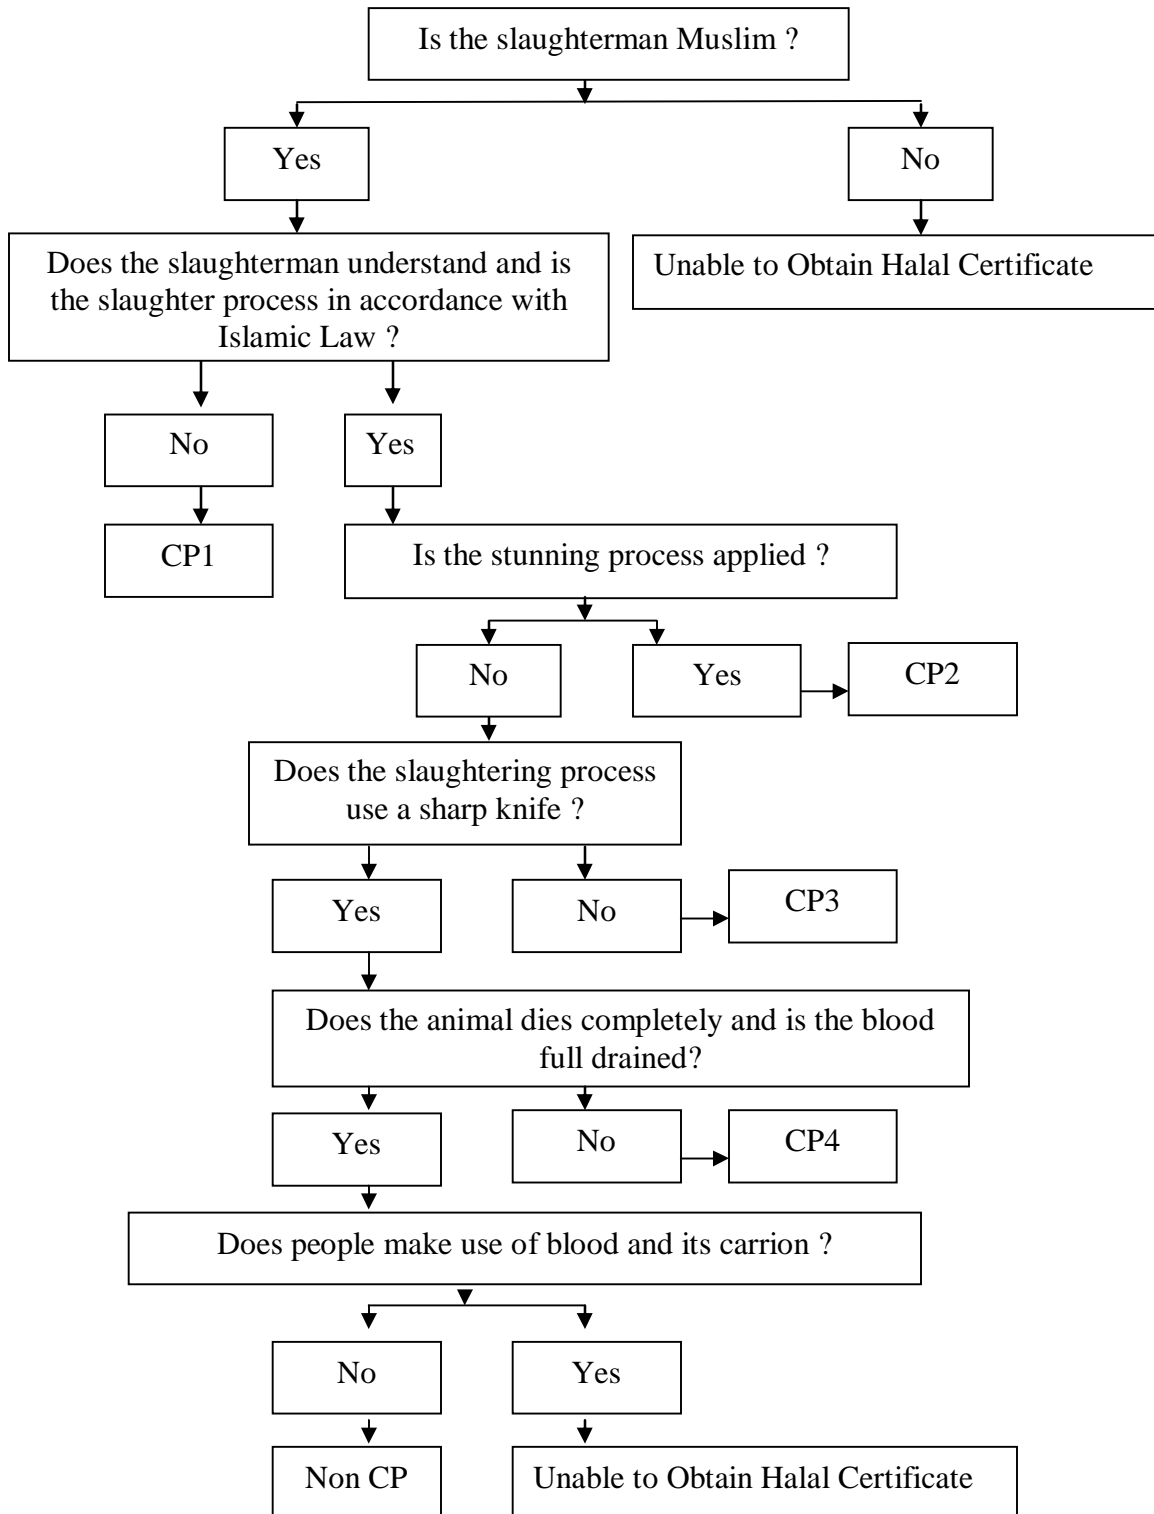 Is the slaughterman Muslim ?
Yes
No
Does the slaughterman understand and is
the slaughter process in accordance with
Islamic Law ?
Unable to Obtain Halal Certificate
No
Yes
CP1
Is the stunning process applied ?
No
Yes
CP2
Does the slaughtering process
use a sharp knife ?
Yes
No
CP3
Does the animal dies completely and is the blood
full drained?
Yes
No
CP4
Does people make use of blood and its carrion ?
No
Yes
Non CP
Unable to Obtain Halal Certificate